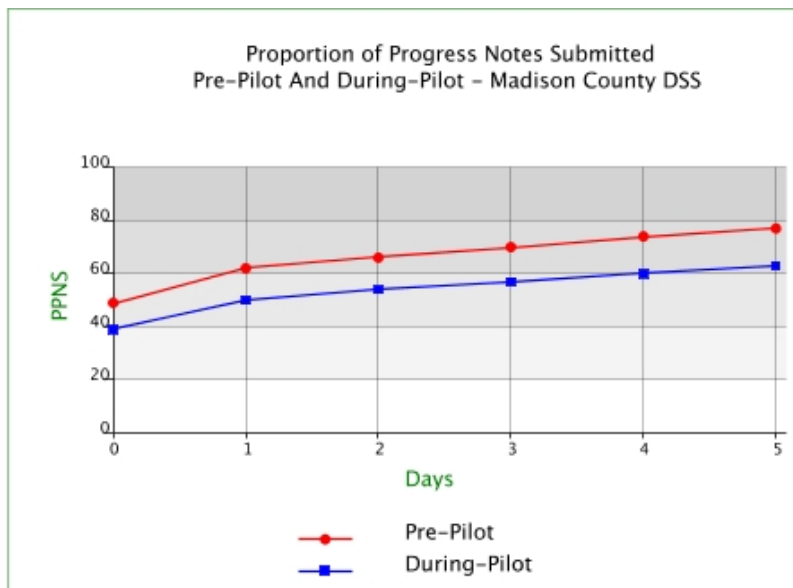 Proportion of Progress Notes Submitted
Pre-Pilot And During-Pilot - Madison County DSS
100
80
60
40
20
0
PPNS
0 1 2 3 4 5
Days
Pre-Pilot
During-Pilot